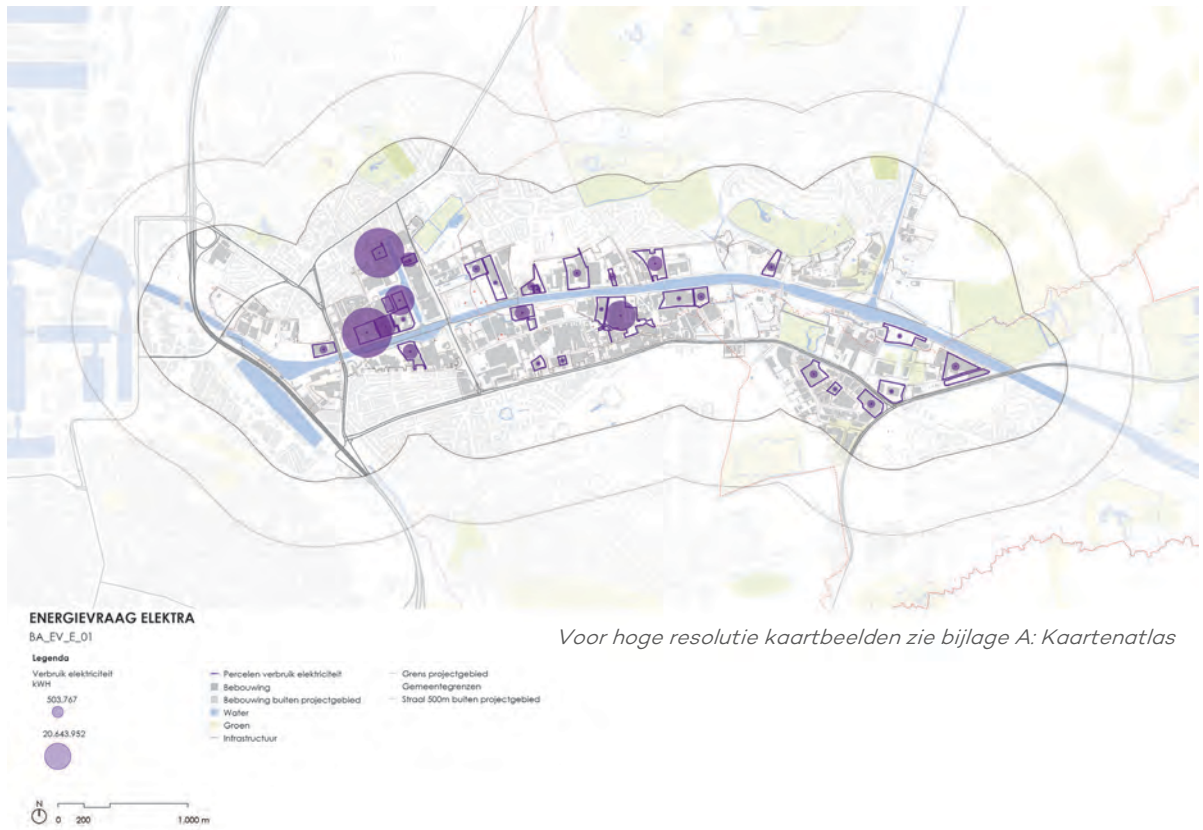 ENERGIEVRAAG ELEKTRA
BA_EV_E_01
Voor hoge resolutie kaartbeelden zie bijlage A: Kaartenatlas
Legenda
Verbruik elektriciteit
kWH
503.767
20.643.952
Percelen verbruik elektriciteit
Bebouwing
Bebouwing buiten projectgebied
Water
Groen
Infrastructuur
Grens projectgebied
Gemeentegrenzen
Straal 500m buiten projectgebied
N
0 200 1.000 m